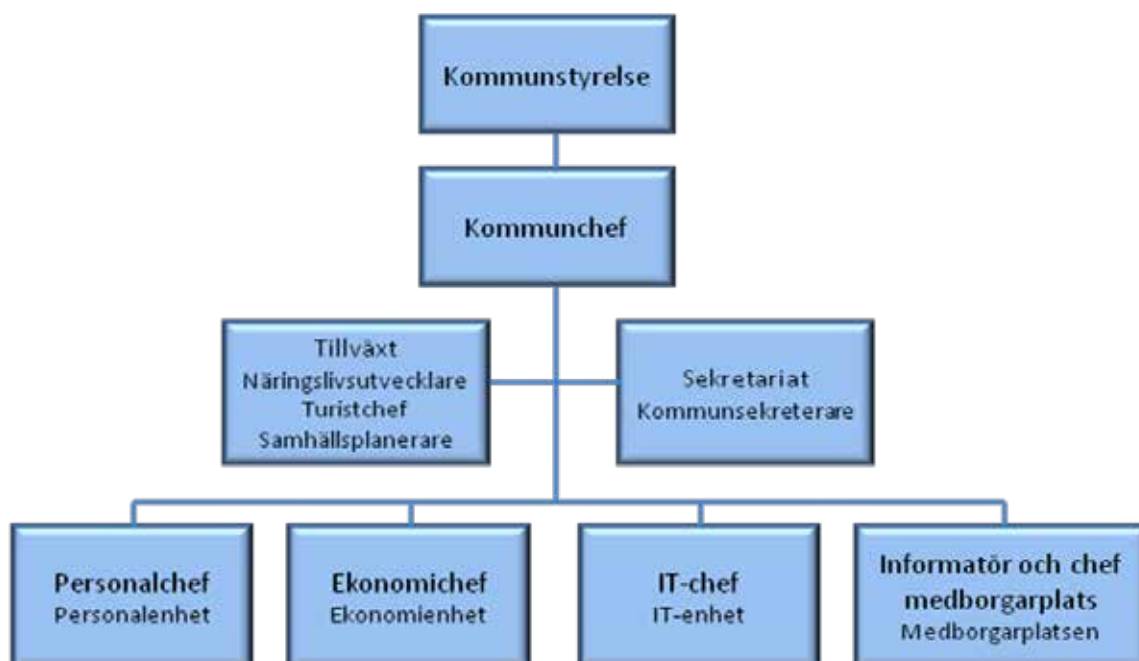 Kommunstyrelse
Kommunchef
Tillväxt
Näringslivsutvecklare
Turistchef
Samhällsplanerare
Sekretariat
Kommunsekreterare
Personalchef
Personalenhet
Ekonomichef
Ekonomienhet
IT-chef
IT-enhet
Informatör och chef
medborgarplats
Medborgarplatsen